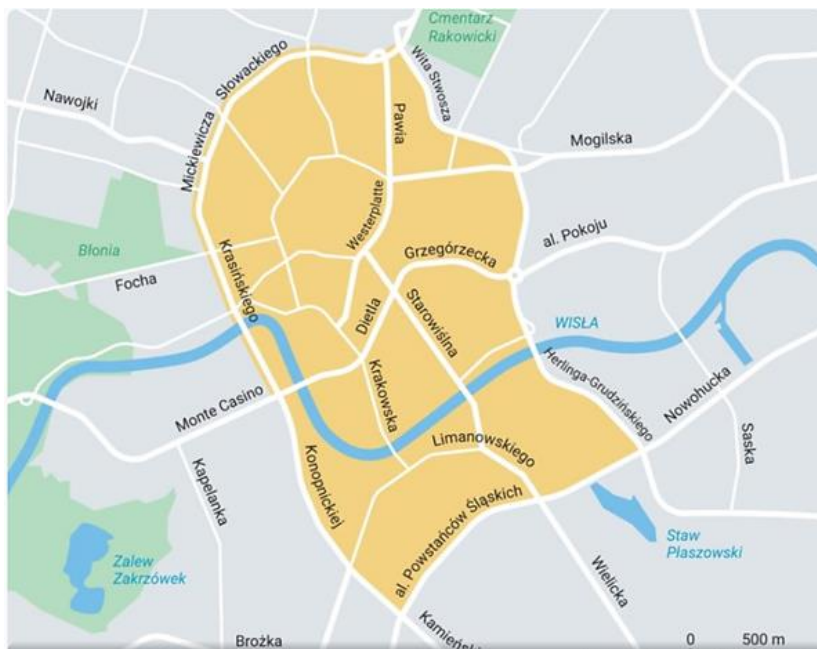 Cmentarz
Rakowicki
Słowackiego
Wita Stwosza
Nawojki
Pawia
Mogilska
Mickiewicza
Westerplatte
al. Pokoju
Grzegórzecka
Błonia
Krasińskiego
Focha
Dietla
Starowiślna
WISŁA
Herlinga-Grudzińskiego
Krakowska
Nowohucka
Monte Casino
Limanowskiego
Saska
Konopnickiej
Kapelanka
al. Powstańców Śląskich
Staw
Płaszowski
Zalew
Zakrzówek
Wielicka
Brożka
0 500 m